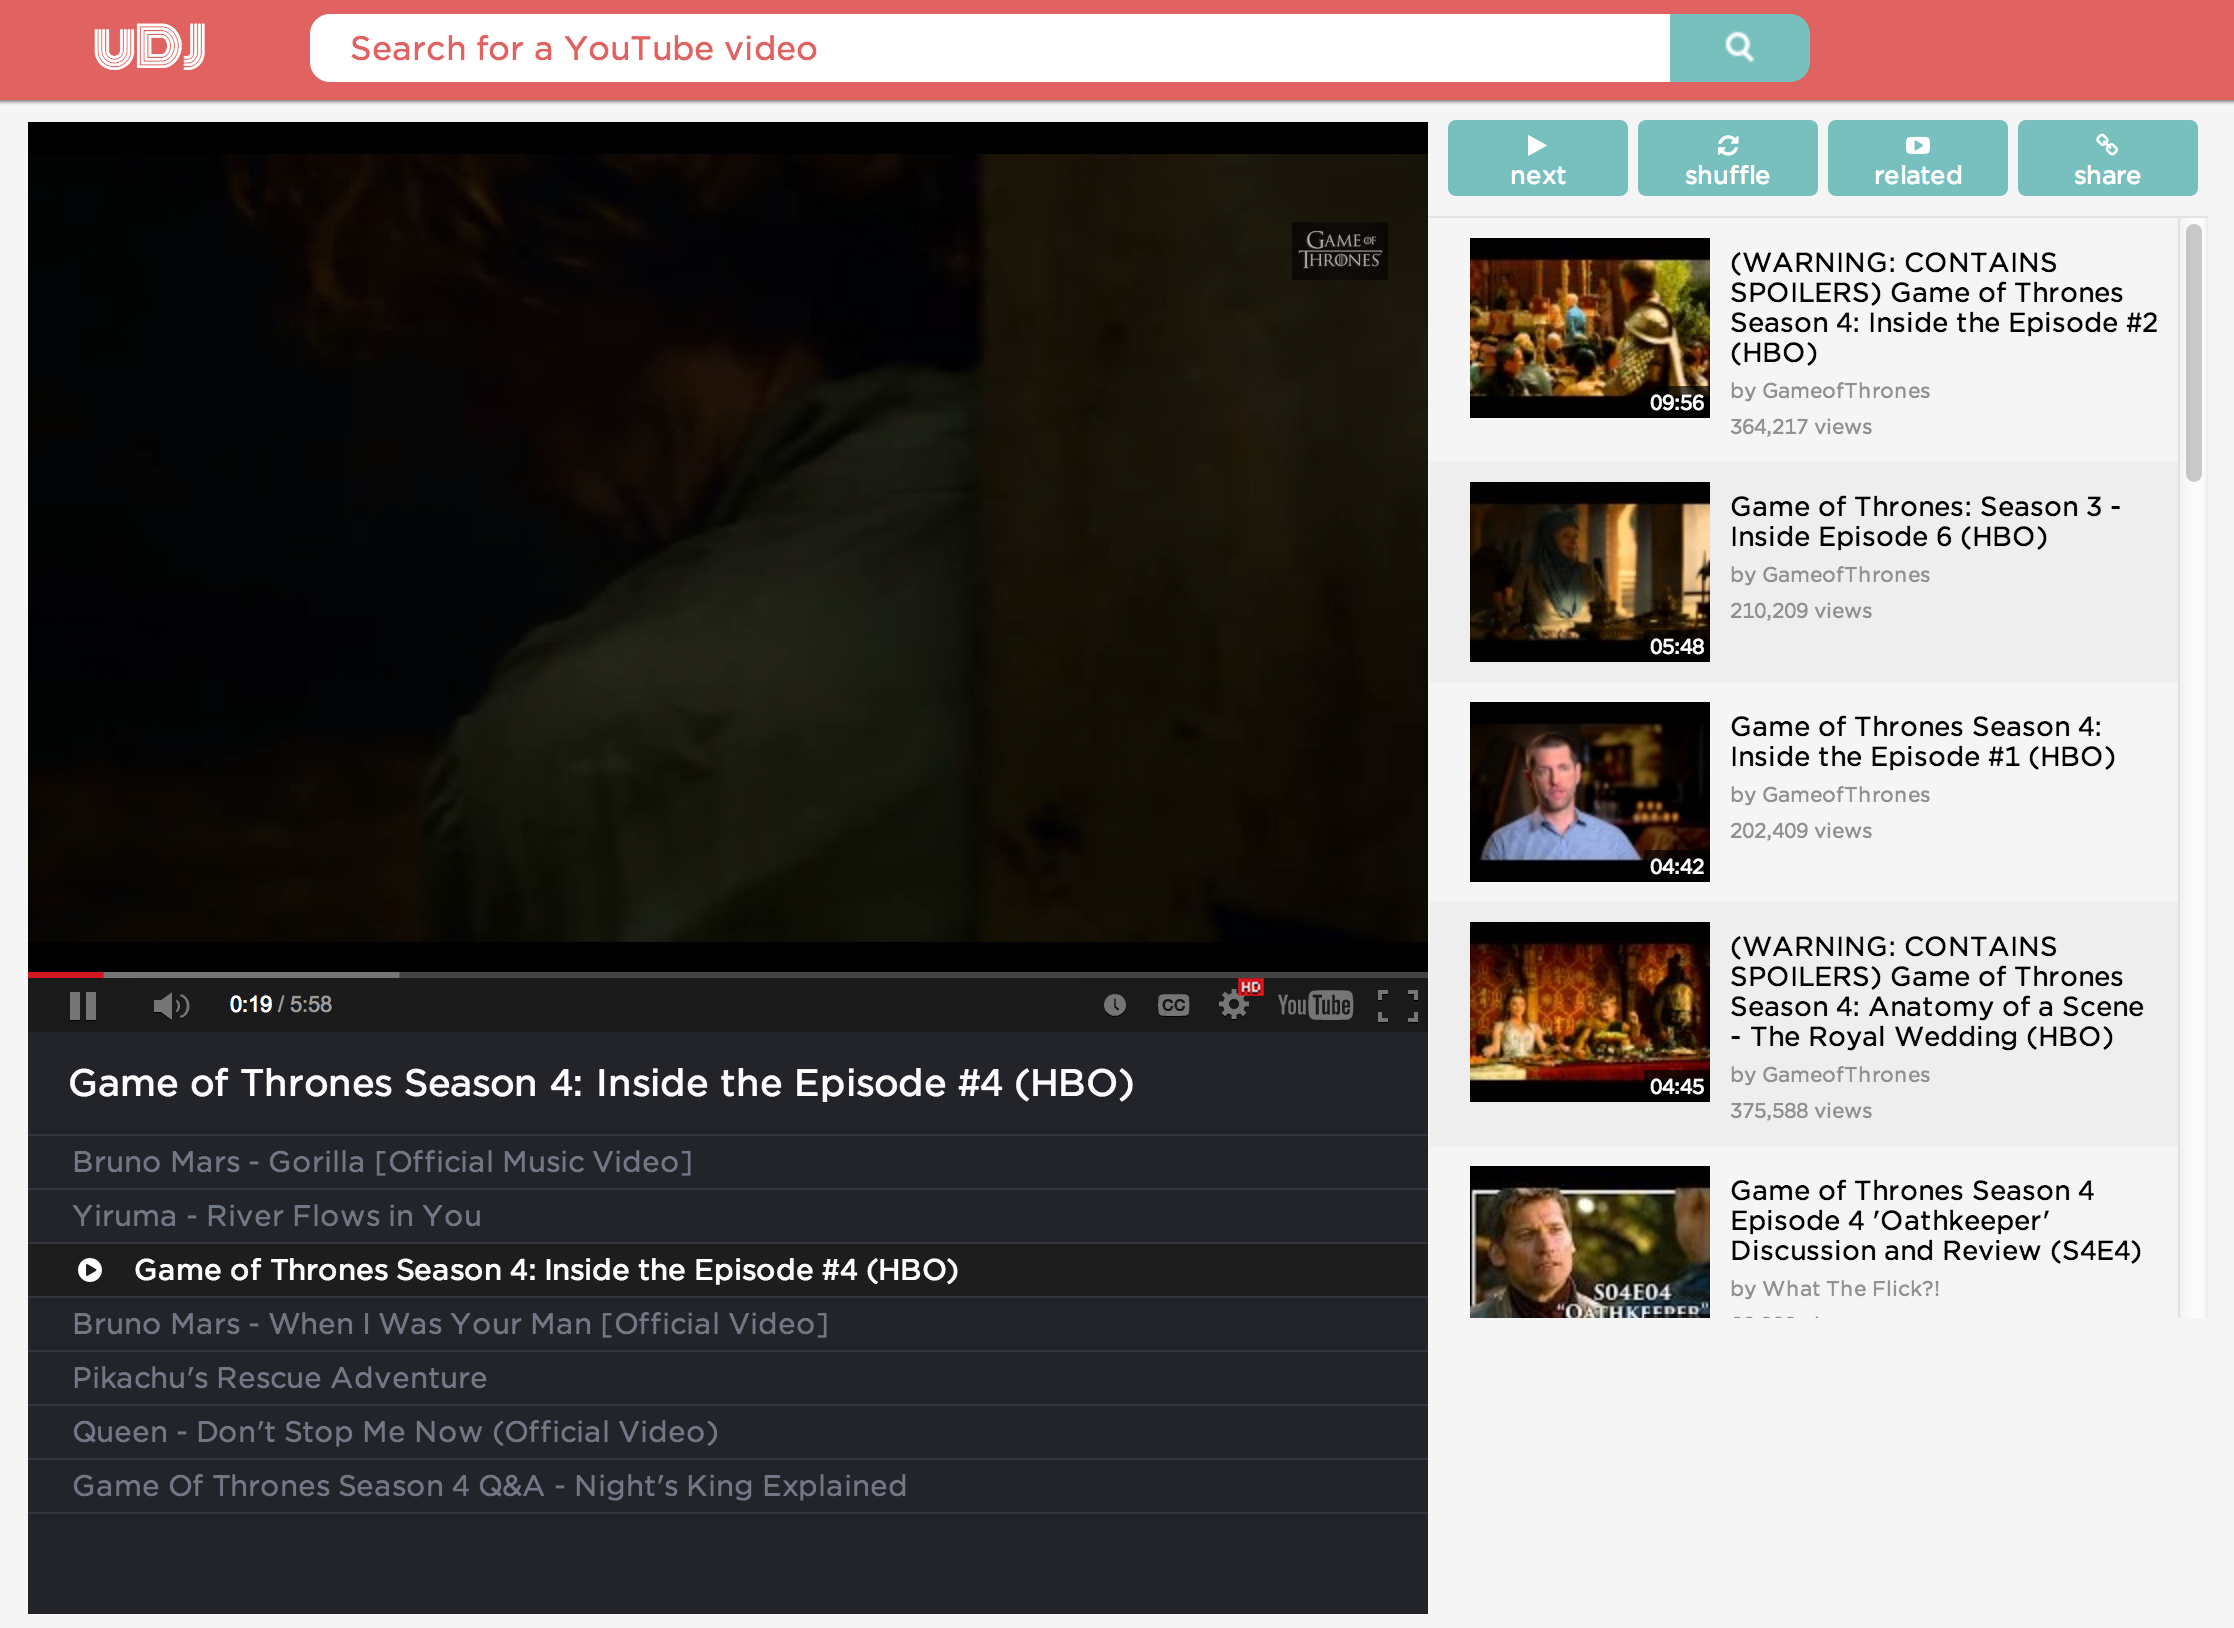 uDJ
Search for a YouTube video
next
shuffle
related
share
GAME OF
THRONES
0:19 / 5:58
CC
HD
YouTube
Game of Thrones Season 4: Inside the Episode #4 (HBO)
Bruno Mars - Gorilla [Official Music Video]
Yiruma - River Flows in You
Game of Thrones Season 4: Inside the Episode #4 (HBO)
Bruno Mars - When I Was Your Man [Official Video]
Pikachu's Rescue Adventure
Queen - Don't Stop Me Now (Official Video)
Game Of Thrones Season 4 Q&A - Night's King Explained
09:56
(WARNING: CONTAINS
SPOILERS) Game of Thrones
Season 4: Inside the Episode #2
(HBO)
by GameofThrones
364,217 views
05:48
Game of Thrones: Season 3 -
Inside Episode 6 (HBO)
by GameofThrones
210,209 views
04:42
Game of Thrones Season 4:
Inside the Episode #1 (HBO)
by GameofThrones
202,409 views
04:45
(WARNING: CONTAINS
SPOILERS) Game of Thrones
Season 4: Anatomy of a Scene
- The Royal Wedding (HBO)
by GameofThrones
375,588 views
S04E04
"OATHKEEPER"
Game of Thrones Season 4
Episode 4 'Oathkeeper'
Discussion and Review (S4E4)
by What The Flick?!